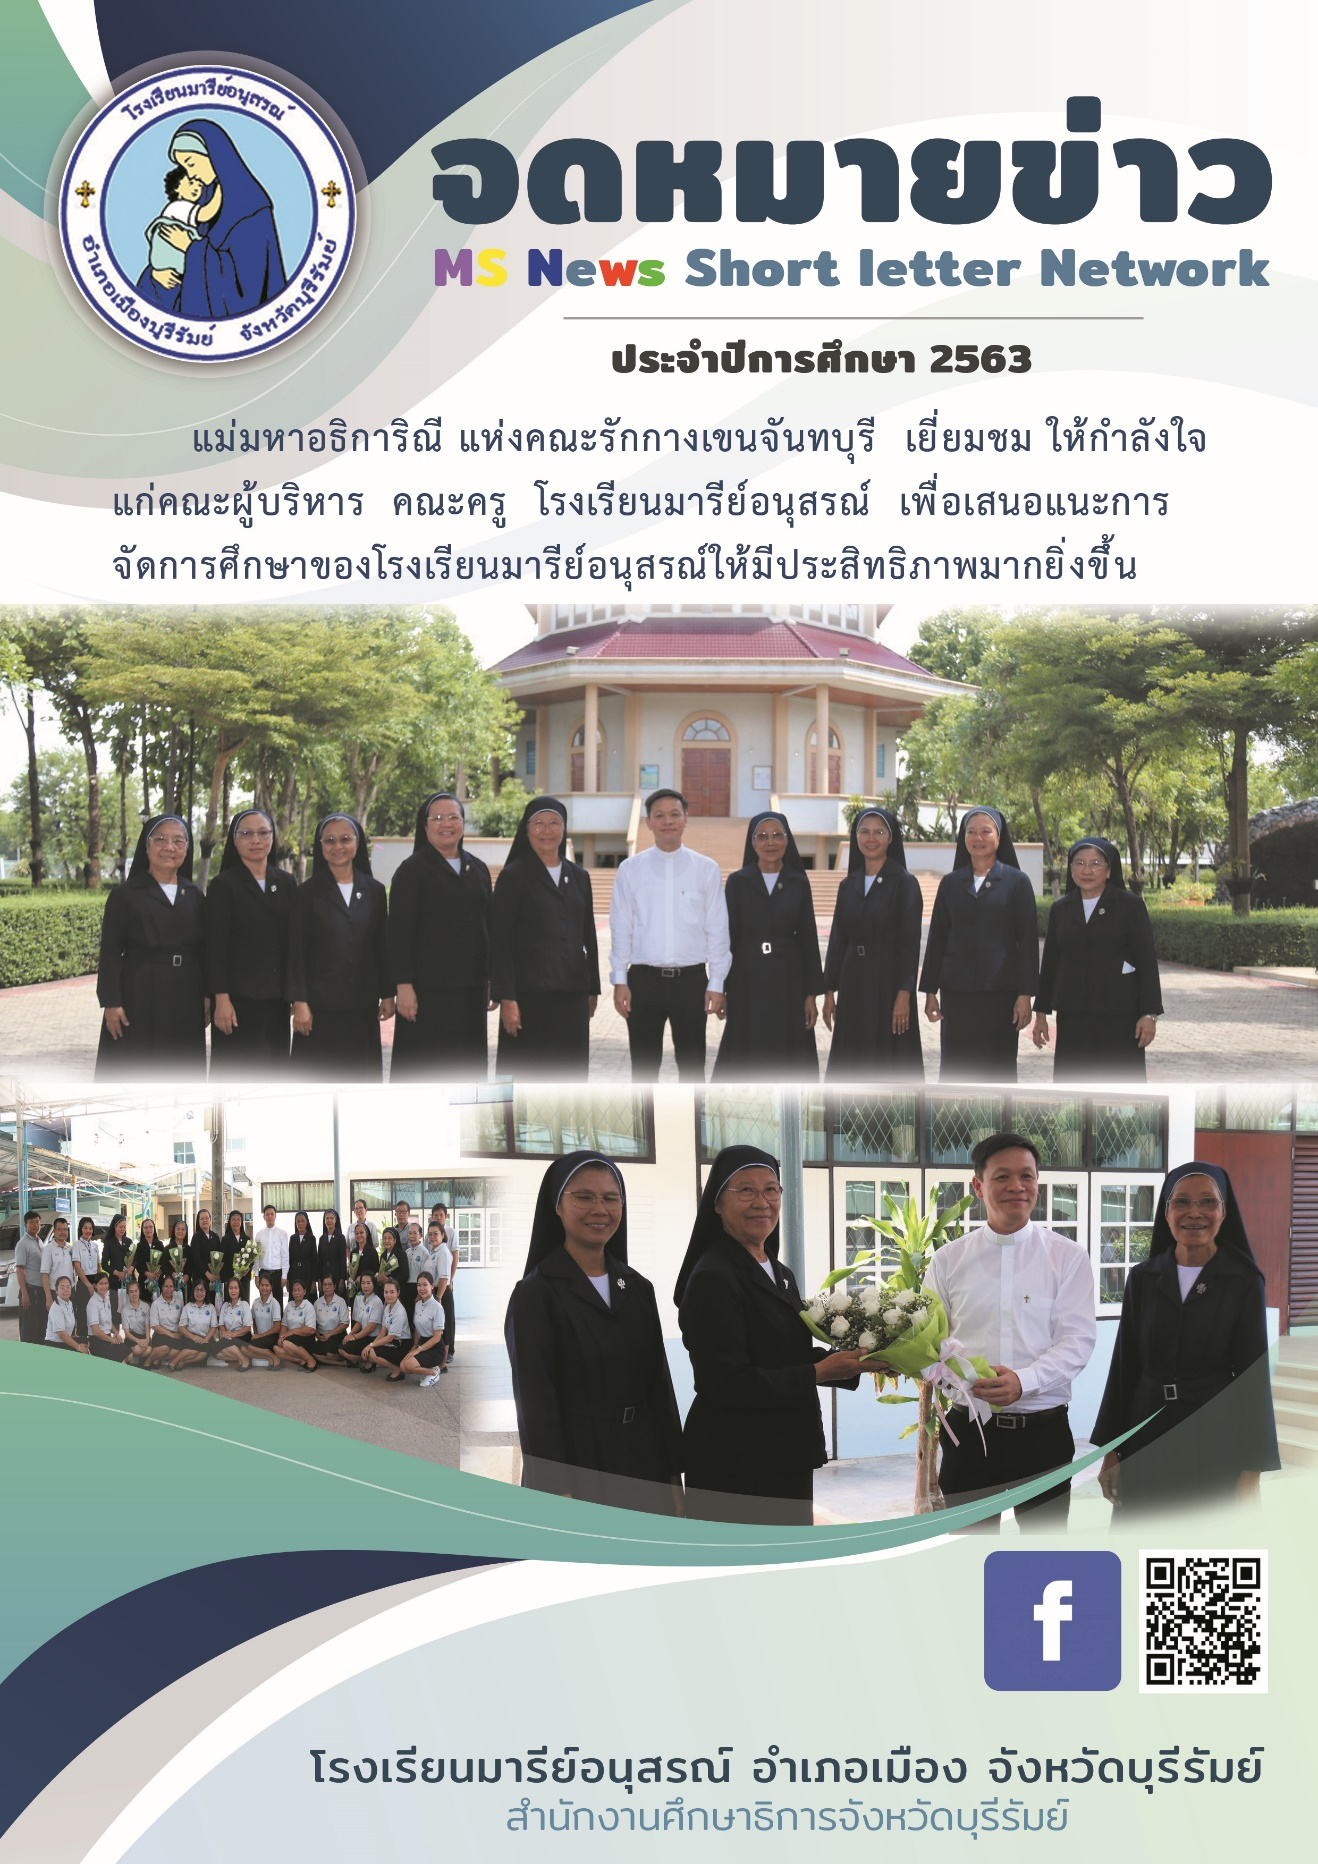 โรงเรียนมารีย์อนุสรณ์
อำเภอเมืองบุรีรัมย์ จังหวัดบุรีรัมย์
จดหมายข่าว
MS News Short letter Network
ประจำปีการศึกษา 2563
แม่มหาอธิการิณี แห่งคณะรักกางเขนจันทบุรี เยี่ยมชม ให้กำลังใจ
แก่คณะผู้บริหาร คณะครู โรงเรียนมารีย์อนุสรณ์ เพื่อเสนอแนะการ
จัดการศึกษาของโรงเรียนมารีย์อนุสรณ์ให้มีประสิทธิภาพมากยิ่งขึ้น
f
โรงเรียนมารีย์อนุสรณ์ อำเภอเมือง จังหวัดบุรีรัมย์
สำนักงานศึกษาธิการจังหวัดบุรีรัมย์